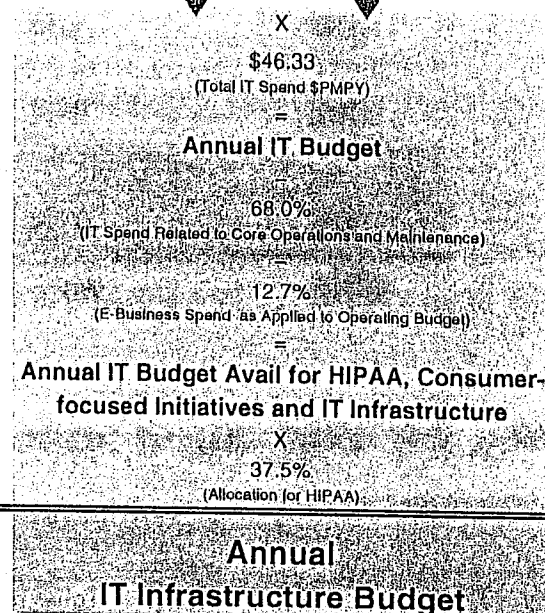 X
$46.33
(Total IT Spend $PMPY)
=
Annual IT Budget
-
68.0%
(IT Spend Related to Core Operations and Maintenance)
-
12.7%
(E-Business Spend as Applied to Operating Budget)
=
Annual IT Budget Avail for HIPAA, Consumer-
focused Initiatives and IT Infrastructure
X
37.5%
(Allocation for HIPAA)
Annual
IT Infrastructure Budget